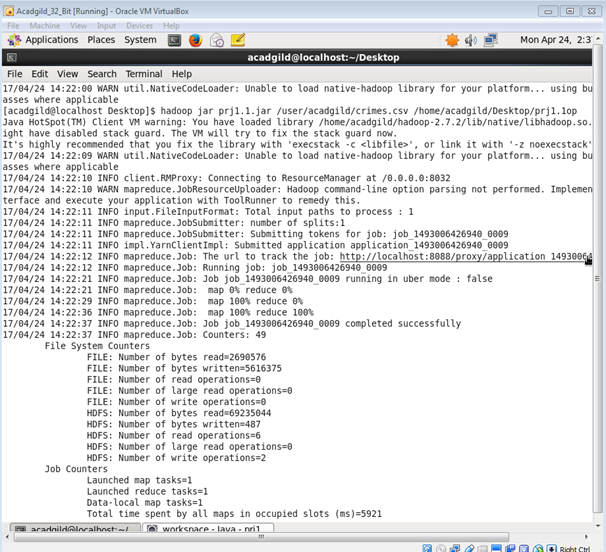 Acadgild_32_Bit [Running] - Oracle VM VirtualBox
File Machine View Input Devices Help
Applications Places System Mon Apr 24, 2:3
acadgild@localhost:~/Desktop
File Edit View Search Terminal Help
17/04/24 14:22:00 WARN util.NativeCodeLoader: Unable to load native-hadoop library for your platform... using bu
asses where applicable
[acadgild@localhost Desktop]$ hadoop jar prj1.1.jar /user/acadgild/crimes.csv /home/acadgild/Desktop/prj1.1op
Java HotSpot(TM) Client VM warning: You have loaded library /home/acadgild/hadoop-2.7.2/lib/native/libhadoop.so.
ight have disabled stack guard. The VM will try to fix the stack guard now.
It's highly recommended that you fix the library with 'execstack -c <libfile>', or link it with '-z noexecstack'
17/04/24 14:22:09 WARN util.NativeCodeLoader: Unable to load native-hadoop library for your platform... using bu
asses where applicable
17/04/24 14:22:10 INFO client.RMProxy: Connecting to ResourceManager at /0.0.0.0:8032
17/04/24 14:22:10 WARN mapreduce.JobResourceUploader: Hadoop command-line option parsing not performed. Implemen
terface and execute your application with ToolRunner to remedy this.
17/04/24 14:22:11 INFO input.FileInputFormat: Total input paths to process : 1
17/04/24 14:22:11 INFO mapreduce.JobSubmitter: number of splits:1
17/04/24 14:22:11 INFO mapreduce.JobSubmitter: Submitting tokens for job: job_1493006426940_0009
17/04/24 14:22:11 INFO impl.YarnClientImpl: Submitted application application_1493006426940_0009
17/04/24 14:22:12 INFO mapreduce.Job: The url to track the job: http://localhost:8088/proxy/application_14930064
17/04/24 14:22:12 INFO mapreduce.Job: Running job: job_1493006426940_0009
17/04/24 14:22:21 INFO mapreduce.Job: Job job_1493006426940_0009 running in uber mode : false
17/04/24 14:22:21 INFO mapreduce.Job:  map 0% reduce 0%
17/04/24 14:22:29 INFO mapreduce.Job:  map 100% reduce 0%
17/04/24 14:22:36 INFO mapreduce.Job:  map 100% reduce 100%
17/04/24 14:22:37 INFO mapreduce.Job: Job job_1493006426940_0009 completed successfully
17/04/24 14:22:37 INFO mapreduce.Job: Counters: 49
File System Counters
FILE: Number of bytes read=2690576
FILE: Number of bytes written=5616375
FILE: Number of read operations=0
FILE: Number of large read operations=0
FILE: Number of write operations=0
HDFS: Number of bytes read=69235044
HDFS: Number of bytes written=487
HDFS: Number of read operations=6
HDFS: Number of large read operations=0
HDFS: Number of write operations=2
Job Counters
Launched map tasks=1
Launched reduce tasks=1
Data-local map tasks=1
Total time spent by all maps in occupied slots (ms)=5921
acadgild@localhost:~/ workspace - Java - prj1
Right Ctrl